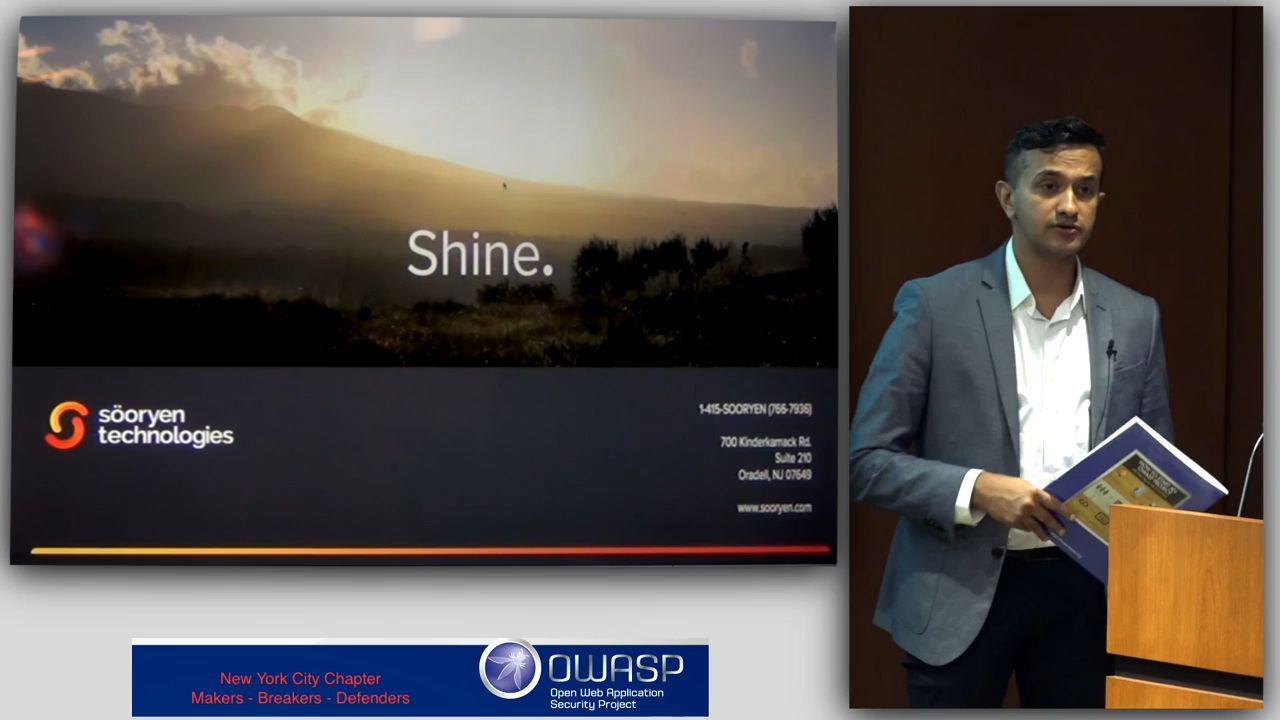 Shine.
söoryen
technologies
1-415-SOORYEN (766-7936)
700 Kinderkamack Rd.
Suite 210
Oradell, NJ 07649
www.sooryen.com
New York City Chapter
Makers - Breakers - Defenders
OWASP
Open Web Application
Security Project